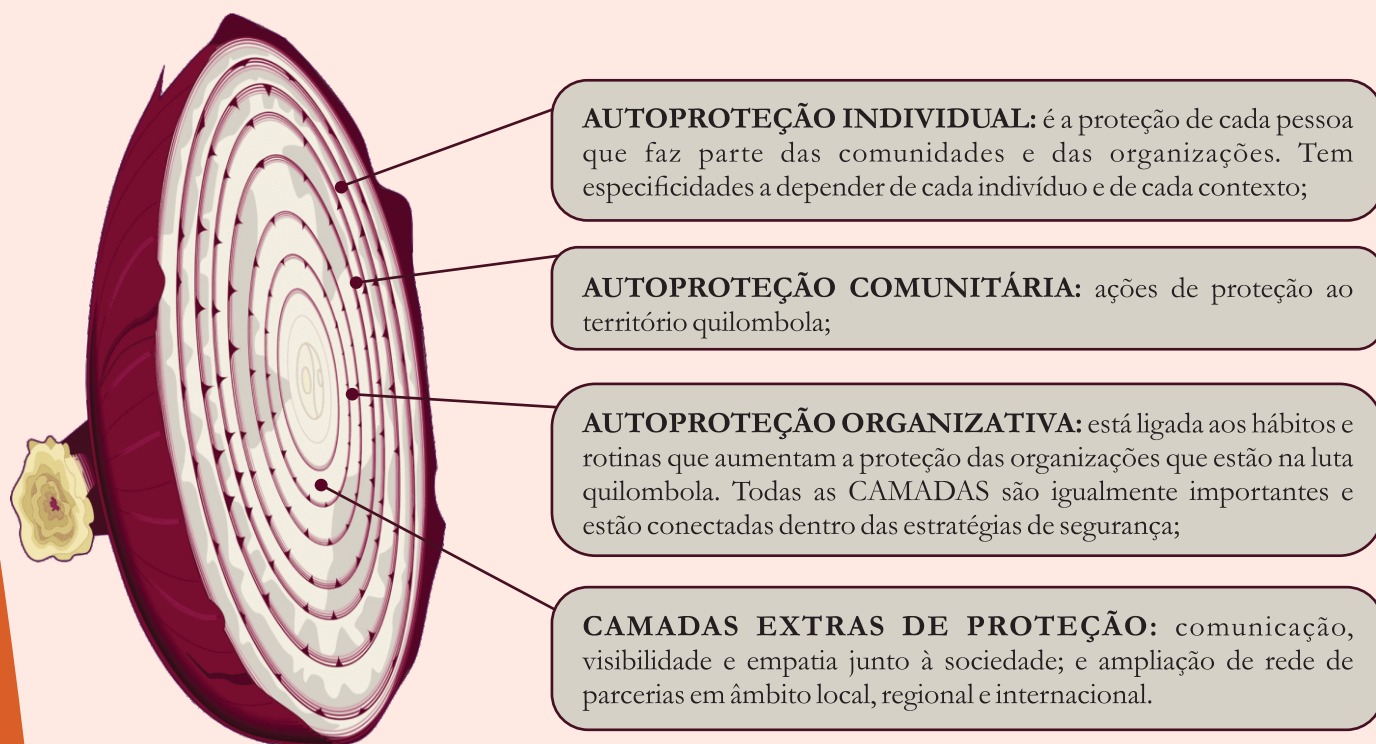 AUTOPROTEÇÃO INDIVIDUAL: é a proteção de cada pessoa
que faz parte das comunidades e das organizações. Tem
especificidades a depender de cada indivíduo e de cada contexto;
AUTOPROTEÇÃO COMUNITÁRIA: ações de proteção ao
território quilombola;
AUTOPROTEÇÃO ORGANIZATIVA: está ligada aos hábitos e
rotinas que aumentam a proteção das organizações que estão na luta
quilombola. Todas as CAMADAS são igualmente importantes e
estão conectadas dentro das estratégias de segurança;
CAMADAS EXTRAS DE PROTEÇÃO: comunicação,
visibilidade e empatia junto à sociedade; e ampliação de rede de
parcerias em âmbito local, regional e internacional.